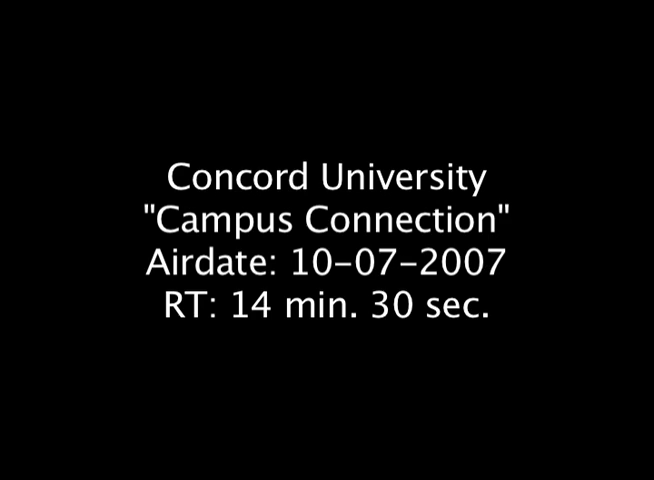 Concord University
"Campus Connection"
Airdate: 10-07-2007
RT: 14 min. 30 sec.